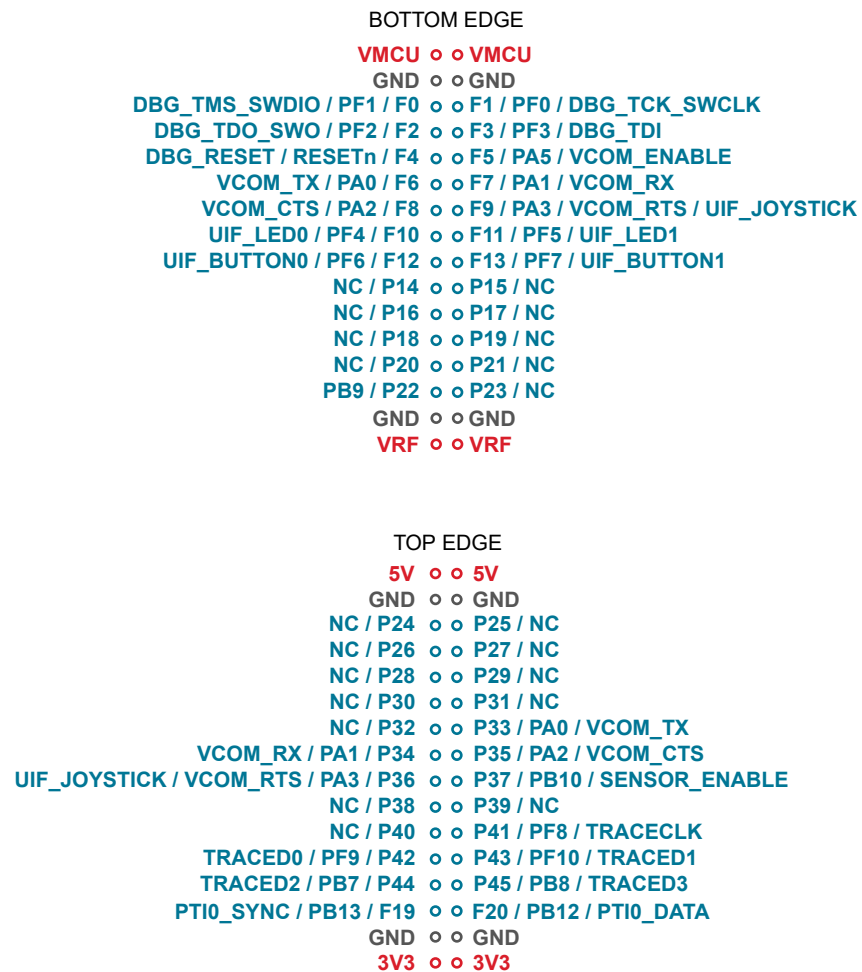 BOTTOM EDGE
VMCU VMCU
GND GND
DBG_TMS_SWDIO / PF1 / F0 F1 / PF0 / DBG_TCK_SWCLK
DBG_TDO_SWO / PF2 / F2 F3 / PF3 / DBG_TDI
DBG_RESET / RESETn / F4 F5 / PA5 / VCOM_ENABLE
VCOM_TX / PA0 / F6 F7 / PA1 / VCOM_RX
VCOM_CTS / PA2 / F8 F9 / PA3 / VCOM_RTS / UIF_JOYSTICK
UIF_LED0 / PF4 / F10 F11 / PF5 / UIF_LED1
UIF_BUTTON0 / PF6 / F12 F13 / PF7 / UIF_BUTTON1
NC / P14 P15 / NC
NC / P16 P17 / NC
NC / P18 P19 / NC
NC / P20 P21 / NC
PB9 / P22 P23 / NC
GND GND
VRF VRF
TOP EDGE
5V 5V
GND GND
NC / P24 P25 / NC
NC / P26 P27 / NC
NC / P28 P29 / NC
NC / P30 P31 / NC
NC / P32 P33 / PA0 / VCOM_TX
VCOM_RX / PA1 / P34 P35 / PA2 / VCOM_CTS
UIF_JOYSTICK / VCOM_RTS / PA3 / P36 P37 / PB10 / SENSOR_ENABLE
NC / P38 P39 / NC
NC / P40 P41 / PF8 / TRACECLK
TRACED0 / PF9 / P42 P43 / PF10 / TRACED1
TRACED2 / PB7 / P44 P45 / PB8 / TRACED3
PTI0_SYNC / PB13 / F19 F20 / PB12 / PTI0_DATA
GND GND
3V3 3V3